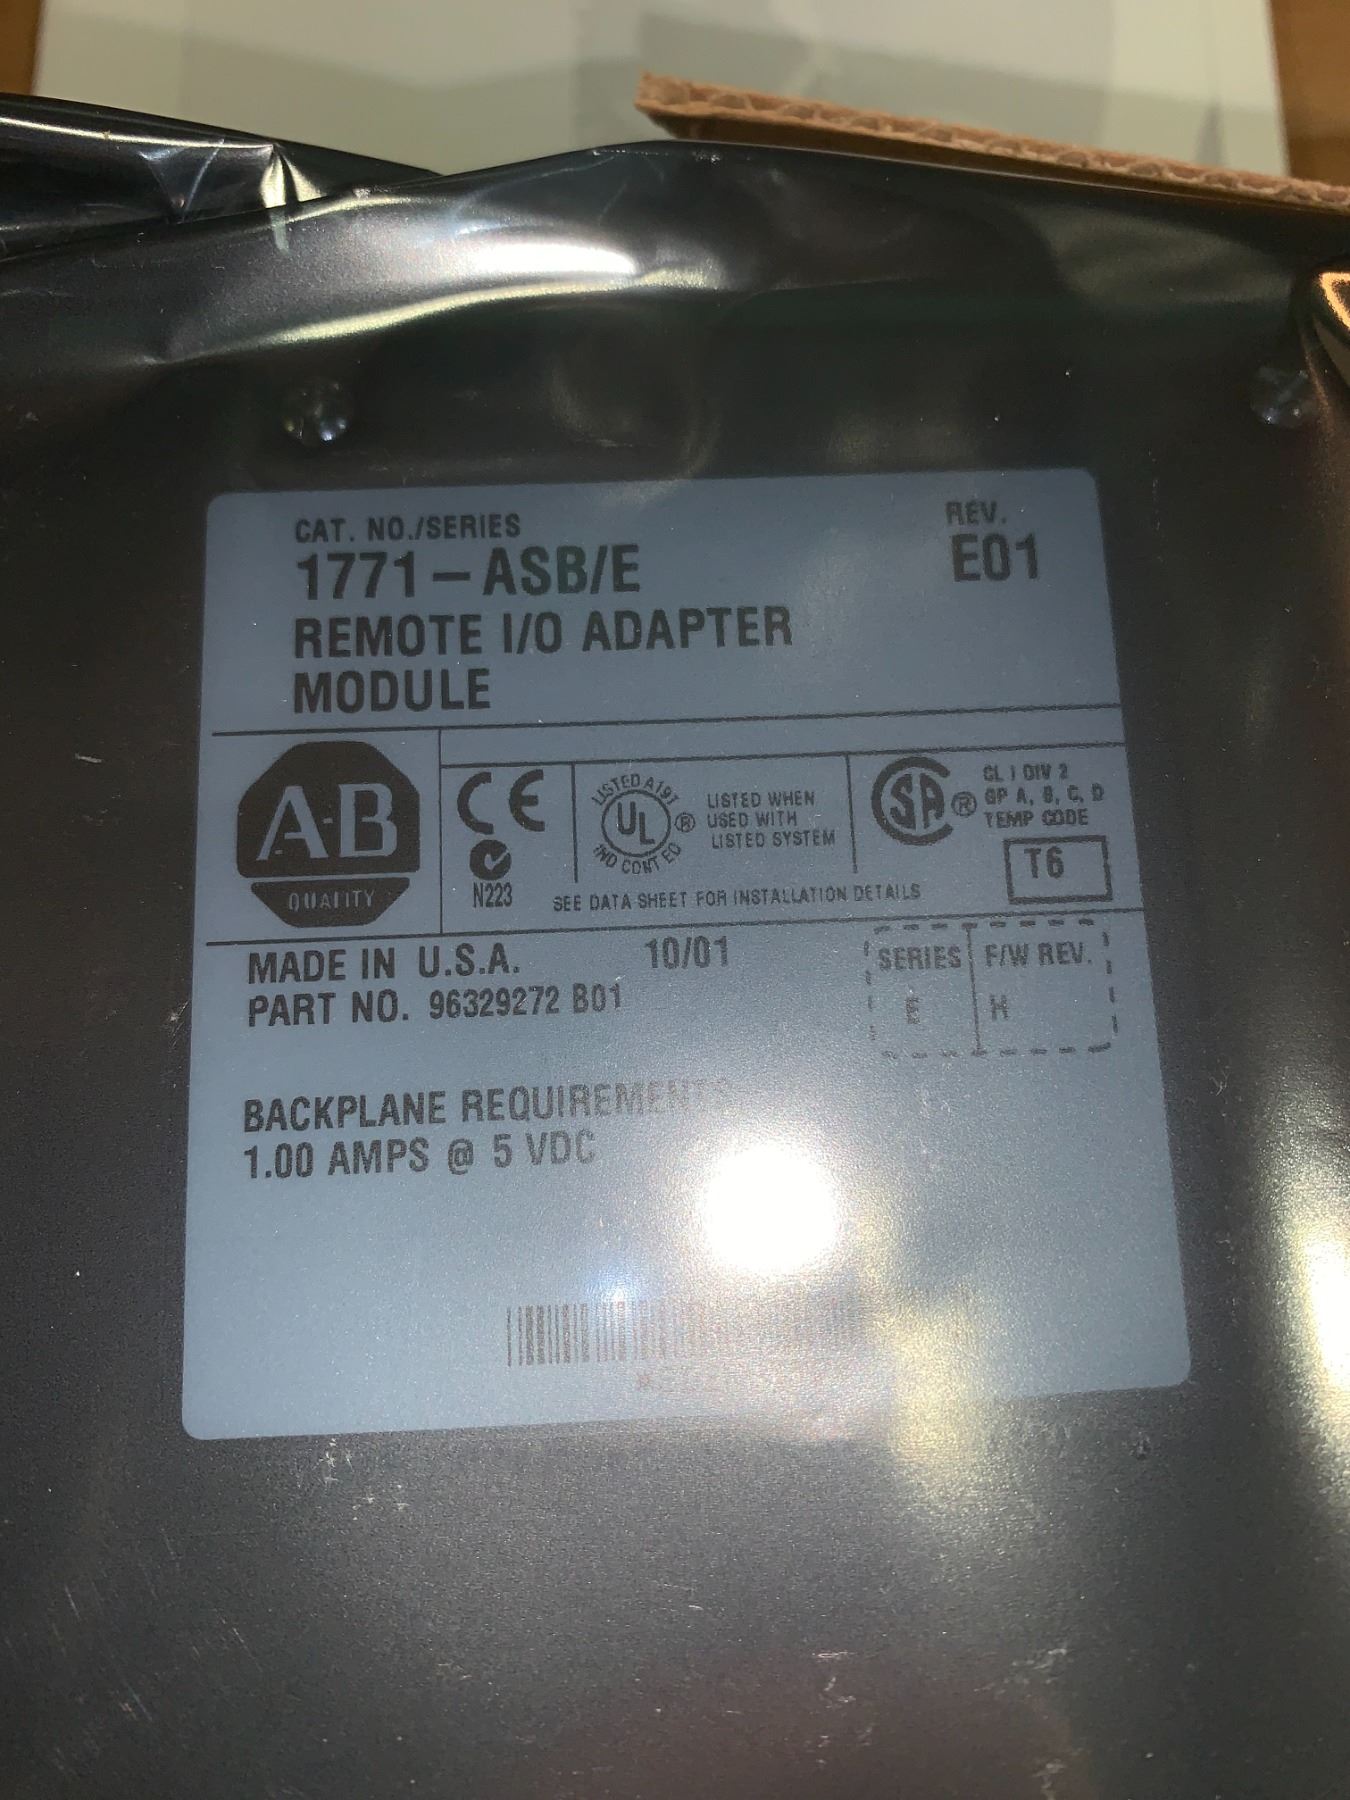 CAT. NO./SERIES
1771-ASB/E
REMOTE I/O ADAPTER
MODULE
REV.
E01
A-B
QUALITY
CE
N223
LISTED A197
UL
IND CONT EQ
®
LISTED WHEN
USED WITH
LISTED SYSTEM
SA ®
CL I DIV 2
GP A, B, C, D
TEMP CODE
T6
SEE DATA SHEET FOR INSTALLATION DETAILS
MADE IN U.S.A. 10/01
PART NO. 96329272 B01
SERIES F/W REV.
E H
BACKPLANE REQUIREMENTS
1.00 AMPS @ 5 VDC